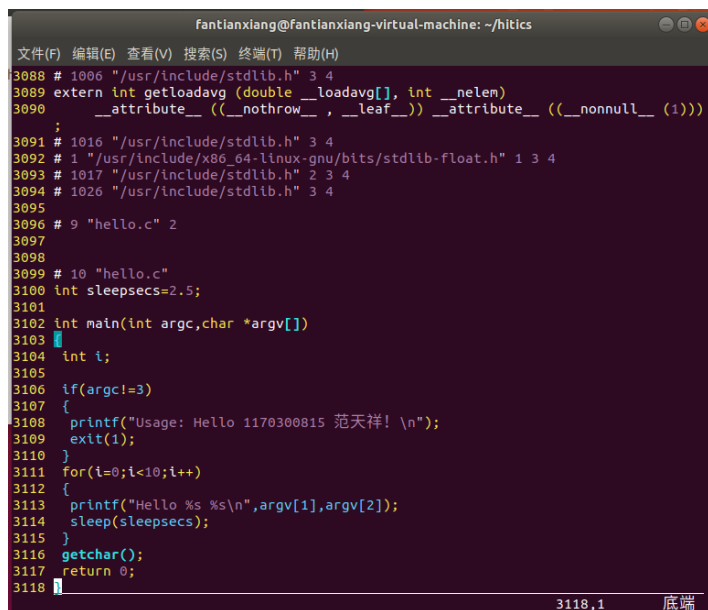 fantianxiang@fantianxiang-virtual-machine: ~/hitics
文件(F) 编辑(E) 查看(V) 搜索(S) 终端(T) 帮助(H)
3088 # 1006 "/usr/include/stdlib.h" 3 4
3089 extern int getloadavg (double __loadavg[], int __nelem)
3090      __attribute__ ((__nothrow__ , __leaf__)) __attribute__ ((__nonnull__ (1)))
;
3091 # 1016 "/usr/include/stdlib.h" 3 4
3092 # 1 "/usr/include/x86_64-linux-gnu/bits/stdlib-float.h" 1 3 4
3093 # 1017 "/usr/include/stdlib.h" 2 3 4
3094 # 1026 "/usr/include/stdlib.h" 3 4
3095
3096 # 9 "hello.c" 2
3097
3098
3099 # 10 "hello.c"
3100 int sleepsecs=2.5;
3101
3102 int main(int argc,char *argv[])
3103 {
3104  int i;
3105
3106  if(argc!=3)
3107  {
3108   printf("Usage: Hello 1170300815 范天祥！\n");
3109   exit(1);
3110  }
3111  for(i=0;i<10;i++)
3112  {
3113   printf("Hello %s %s\n",argv[1],argv[2]);
3114   sleep(sleepsecs);
3115  }
3116  getchar();
3117  return 0;
3118 }
3118,1 底端